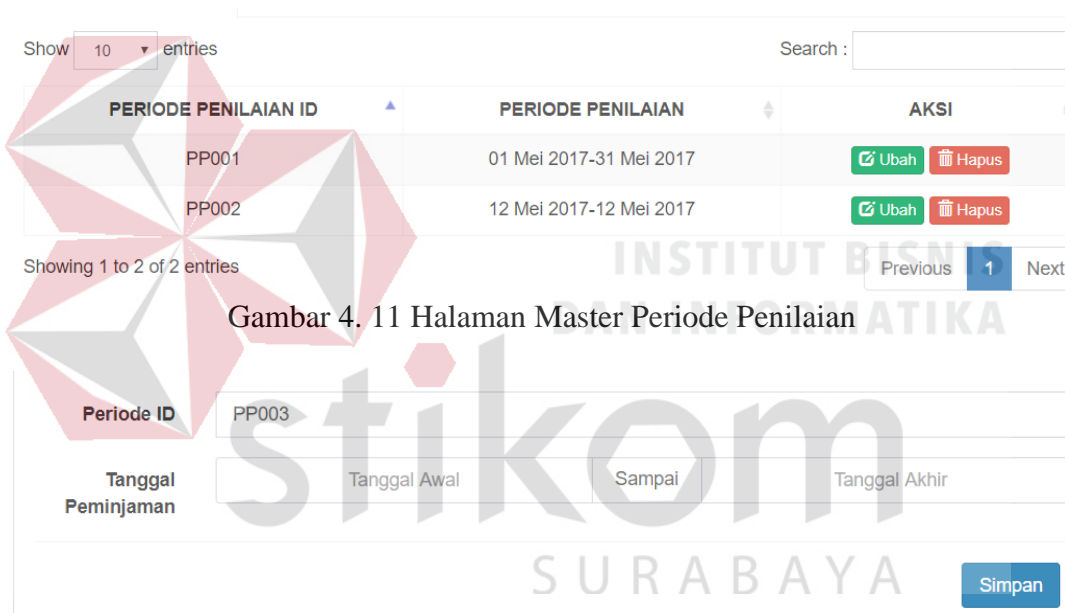 Show 10 entries Search :
PERIODE PENILAIAN ID PERIODE PENILAIAN AKSI
PP001 01 Mei 2017-31 Mei 2017 Ubah Hapus
PP002 12 Mei 2017-12 Mei 2017 Ubah Hapus
Showing 1 to 2 of 2 entries Previous 1 Next
INSTITUT BISNIS
DAN INFORMATIKA
Gambar 4. 11 Halaman Master Periode Penilaian
stikom
Periode ID PP003
Tanggal Peminjaman Tanggal Awal Sampai Tanggal Akhir
SURABAYA
Simpan